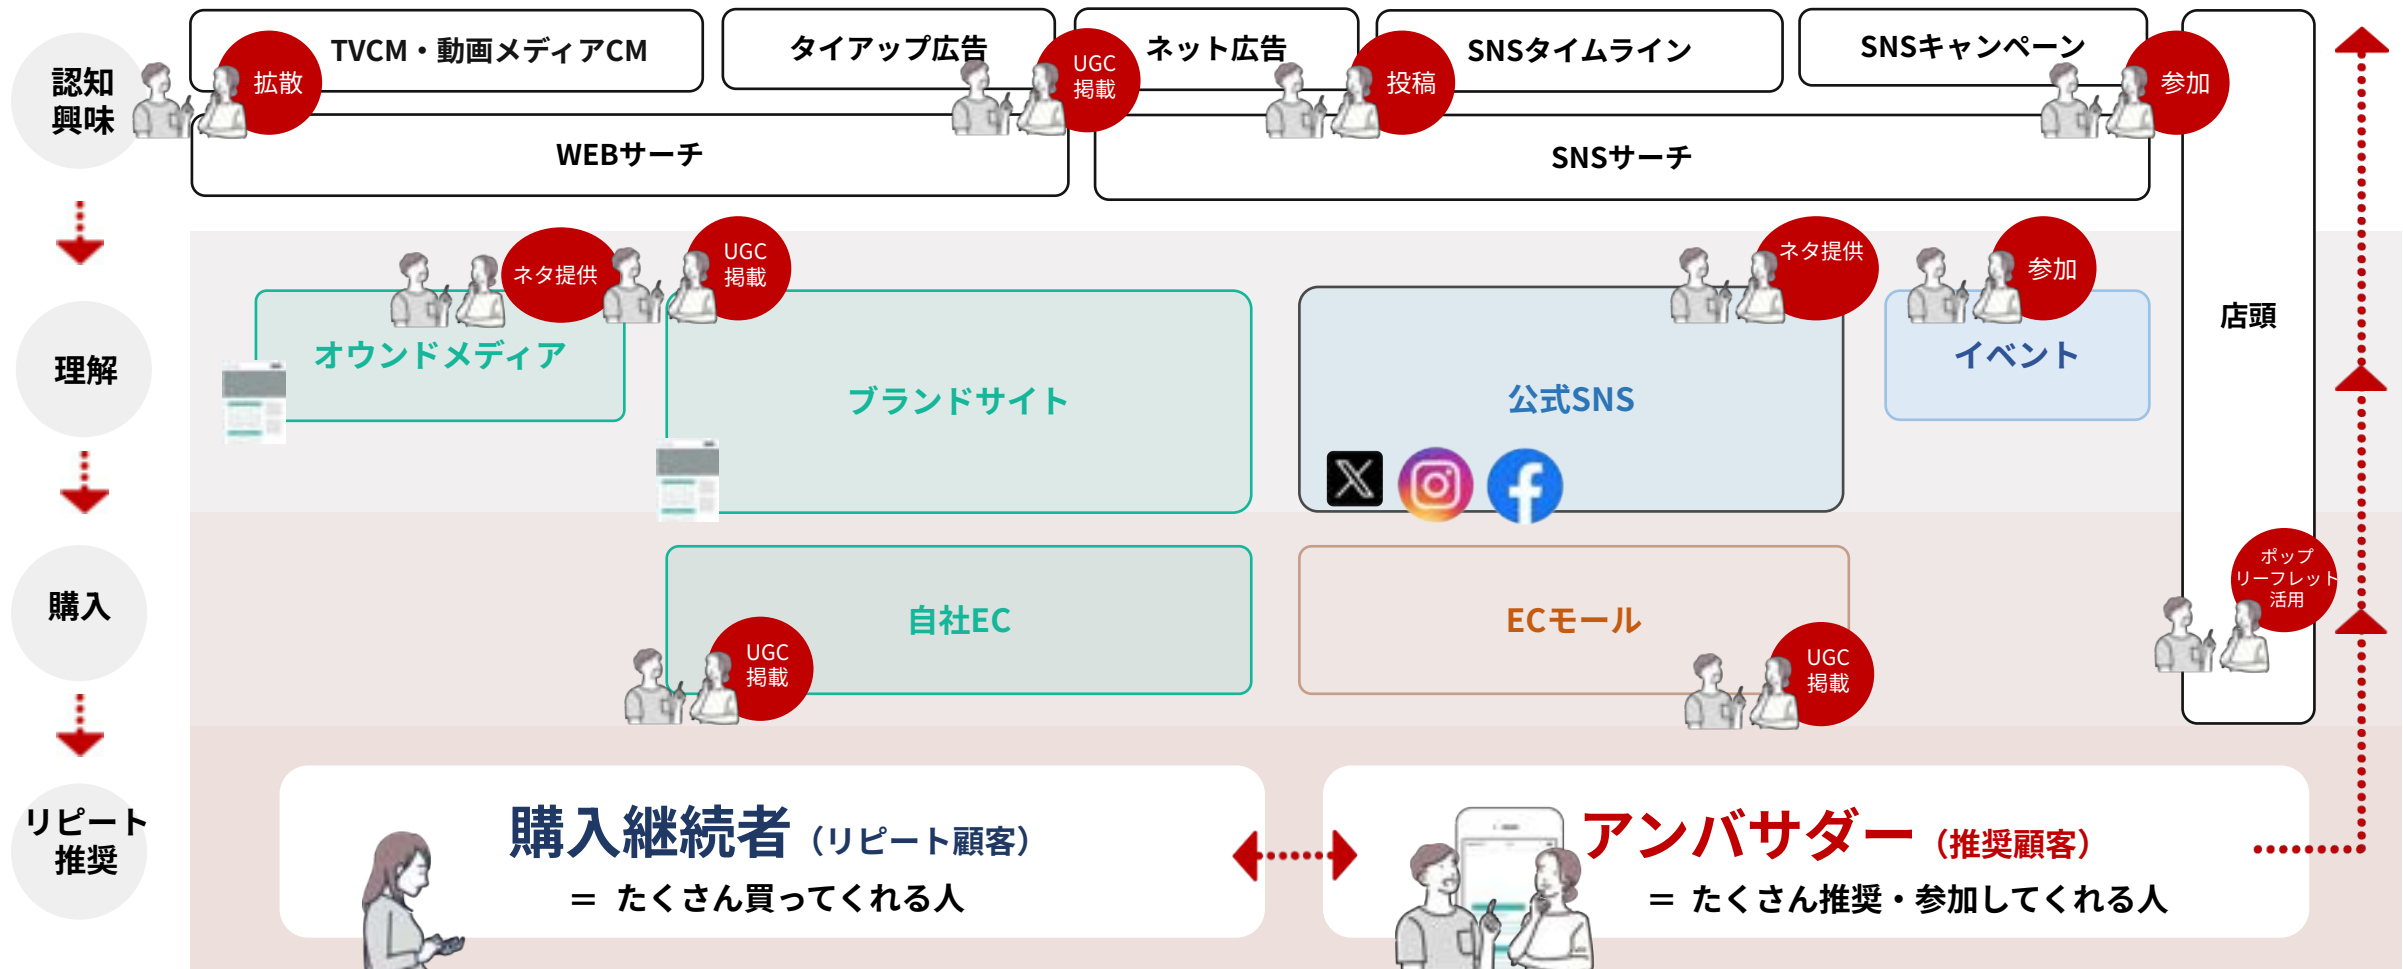 認知
興味
TVCM・動画メディアCM
拡散
タイアップ広告
UGC
掲載
ネット広告
投稿
SNSタイムライン
SNSキャンペーン
参加
WEBサーチ
SNSサーチ
店頭
理解
ネタ提供
オウンドメディア
UGC
掲載
ブランドサイト
ネタ提供
公式SNS
参加
イベント
購入
自社EC
UGC
掲載
ECモール
UGC
掲載
ポップ
リーフレット
活用
リピート
推奨
購入継続者（リピート顧客）
＝ たくさん買ってくれる人
アンバサダー（推奨顧客）
＝ たくさん推奨・参加してくれる人